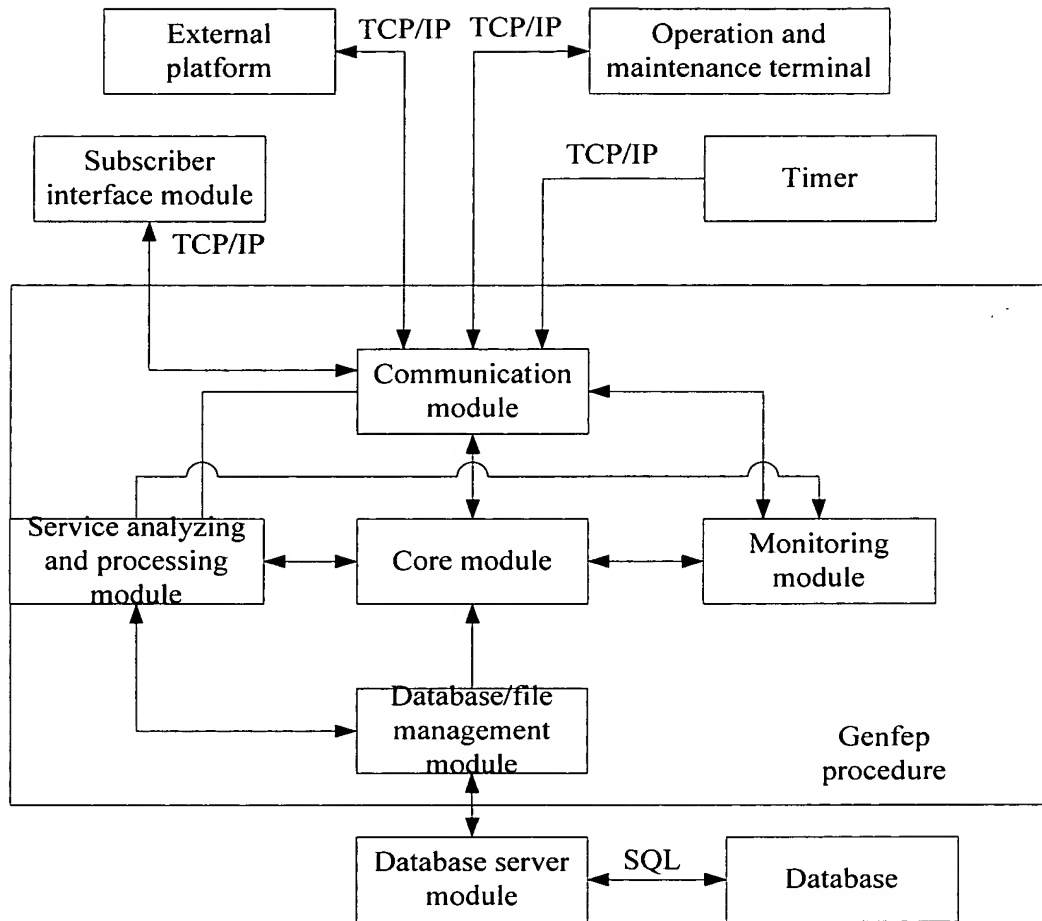 External
platform
TCP/IP
TCP/IP
Operation and
maintenance terminal
Subscriber
interface module
TCP/IP
TCP/IP
Timer
Communication
module
Service analyzing
and processing
module
Core module
Monitoring
module
Database/file
management
module
Genfep
procedure
Database server
module
SQL
Database